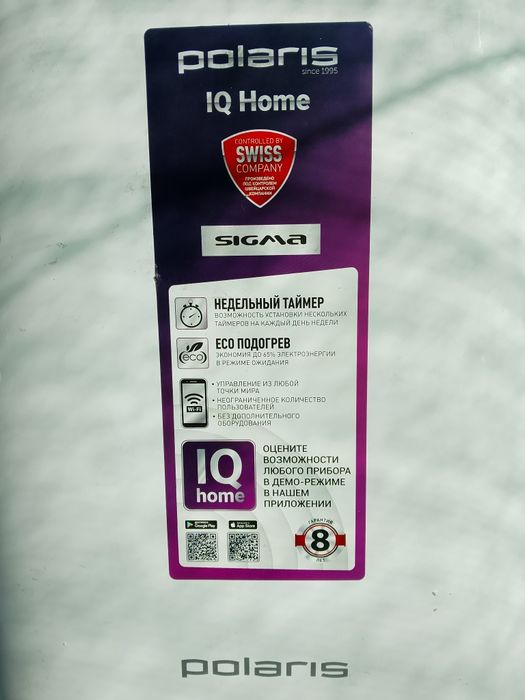 polaris
since 1995
IQ Home
CONTROLLED BY
SWISS
COMPANY
ПРОИЗВЕДЕНО
ПОД КОНТРОЛЕМ
ШВЕЙЦАРСКОЙ
КОМПАНИИ
SIGMA
НЕДЕЛЬНЫЙ ТАЙМЕР
ВОЗМОЖНОСТЬ УСТАНОВКИ НЕСКОЛЬКИХ
ТАЙМЕРОВ НА КАЖДЫЙ ДЕНЬ НЕДЕЛИ
eco
ECO ПОДОГРЕВ
ЭКОНОМИЯ ДО 65% ЭЛЕКТРОЭНЕРГИИ
В РЕЖИМЕ ОЖИДАНИЯ
Wi-Fi
• УПРАВЛЕНИЕ ИЗ ЛЮБОЙ
ТОЧКИ МИРА
• НЕОГРАНИЧЕННОЕ КОЛИЧЕСТВО
ПОЛЬЗОВАТЕЛЕЙ
• БЕЗ ДОПОЛНИТЕЛЬНОГО
ОБОРУДОВАНИЯ
IQ
home
ОЦЕНИТЕ
ВОЗМОЖНОСТИ
ЛЮБОГО ПРИБОРА
В ДЕМО-РЕЖИМЕ
В НАШЕМ
ПРИЛОЖЕНИИ
Google Play
App Store
ГАРАНТИЯ
8
ЛЕТ
polaris